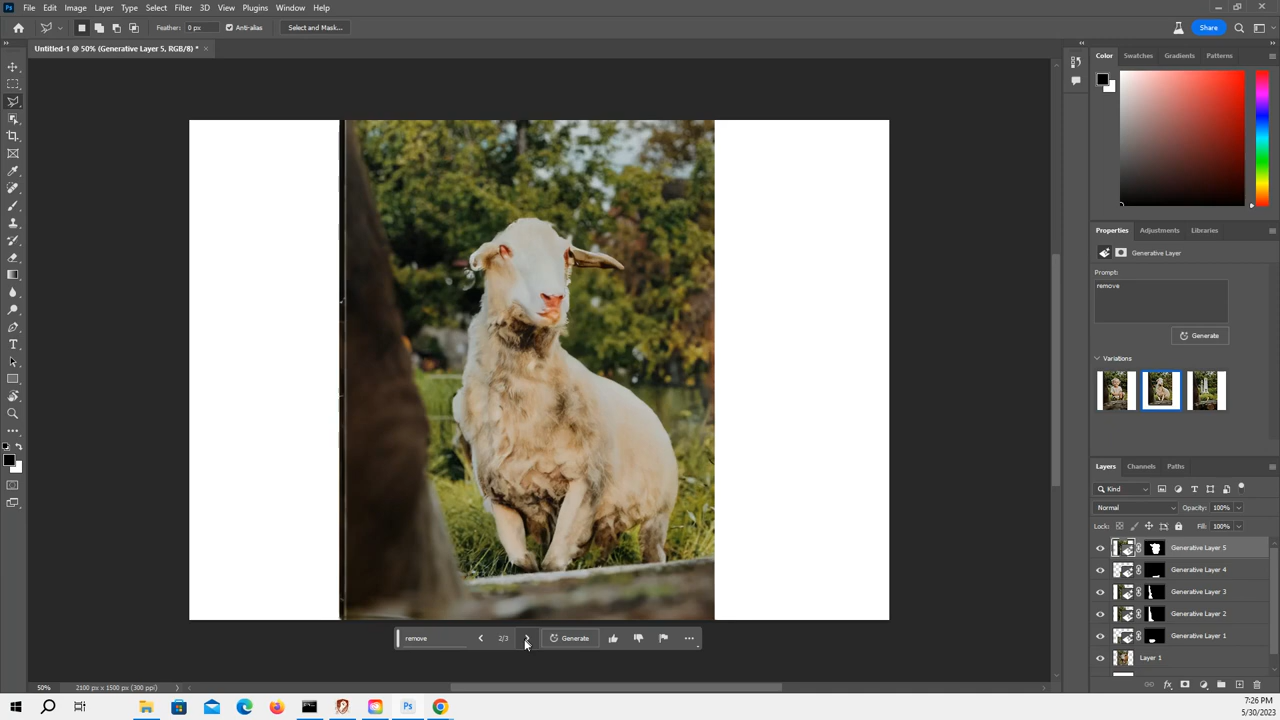 Ps File Edit Image Layer Type Select Filter 3D View Plugins Window Help
Feather: 0 px Anti-alias Select and Mask... Share
Untitled-1 @ 50% (Generative Layer 5, RGB/8) * ×
Color Swatches Gradients Patterns
Properties Adjustments Libraries
Generative Layer
Prompt:
remove
Generate
Variations
Layers Channels Paths
Kind
Normal Opacity: 100%
Lock: Fill: 100%
Generative Layer 5
Generative Layer 4
Generative Layer 3
Generative Layer 2
Generative Layer 1
Layer 1
remove 2/3 Generate
50% 2100 px x 1500 px (300 ppi)
Ps
7:26 PM
5/30/2023